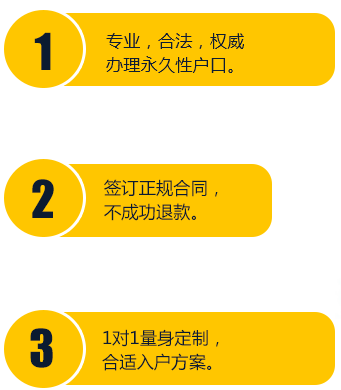 1
专业，合法，权威
办理永久性户口。
2
签订正规合同，
不成功退款。
3
1对1量身定制，
合适入户方案。